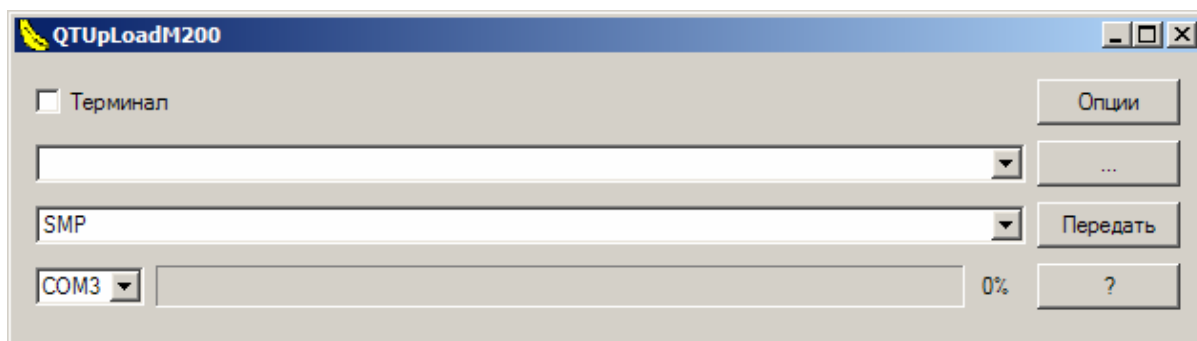 QTUpLoadM200
Терминал Опции
...
SMP Передать
COM3 0% ?